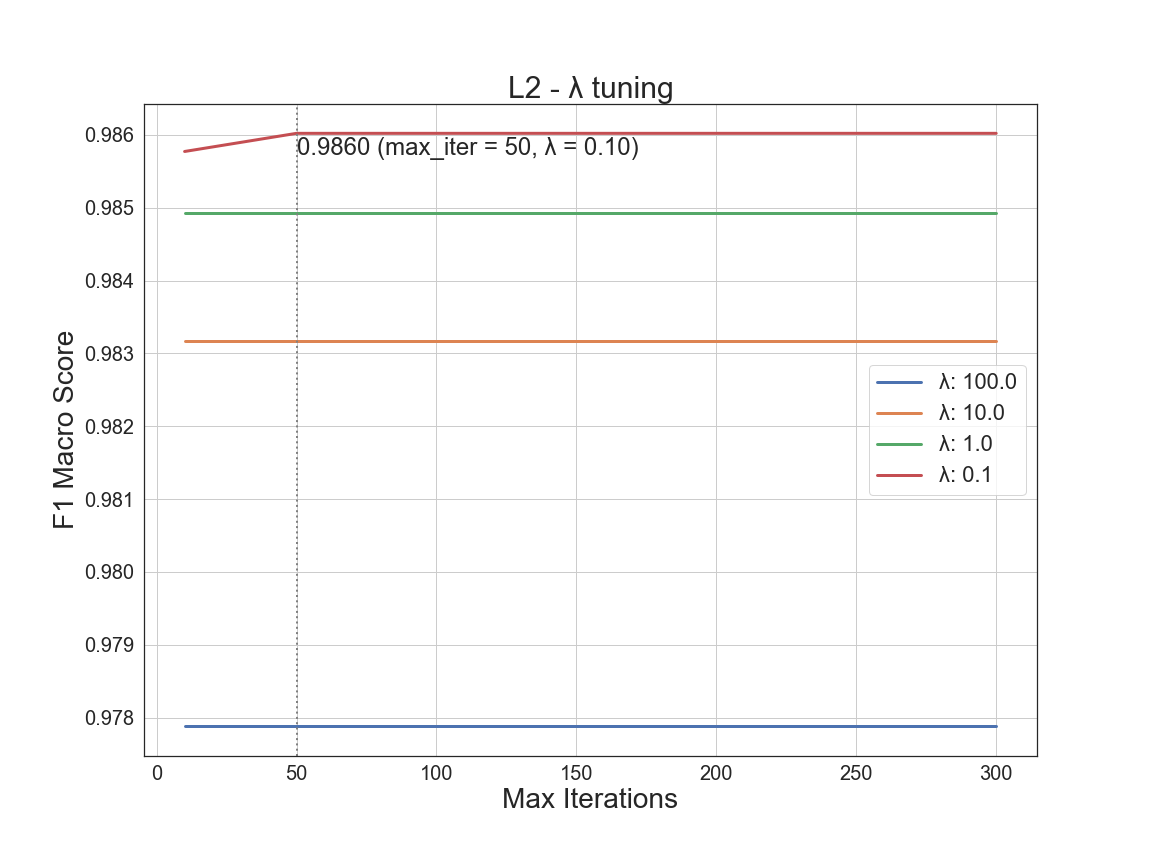 L2 - λ tuning
0.986
0.9860 (max_iter = 50, λ = 0.10)
0.985
0.984
0.983
0.982
0.981
0.980
0.979
0.978
F1 Macro Score
λ: 100.0
λ: 10.0
λ: 1.0
λ: 0.1
0 50 100 150 200 250 300
Max Iterations